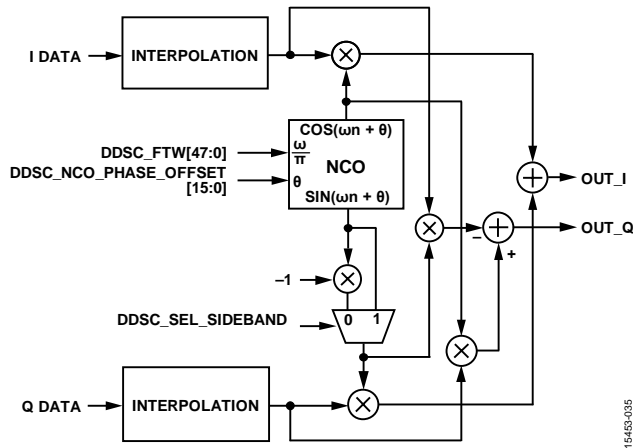 I DATA
INTERPOLATION
COS(ωn + θ)
DDSC_FTW[47:0]
ω
π
NCO
DDSC_NCO_PHASE_OFFSET
[15:0]
θ
SIN(ωn + θ)
OUT_I
OUT_Q
–
+
–1
0
1
DDSC_SEL_SIDEBAND
Q DATA
INTERPOLATION
15453-035